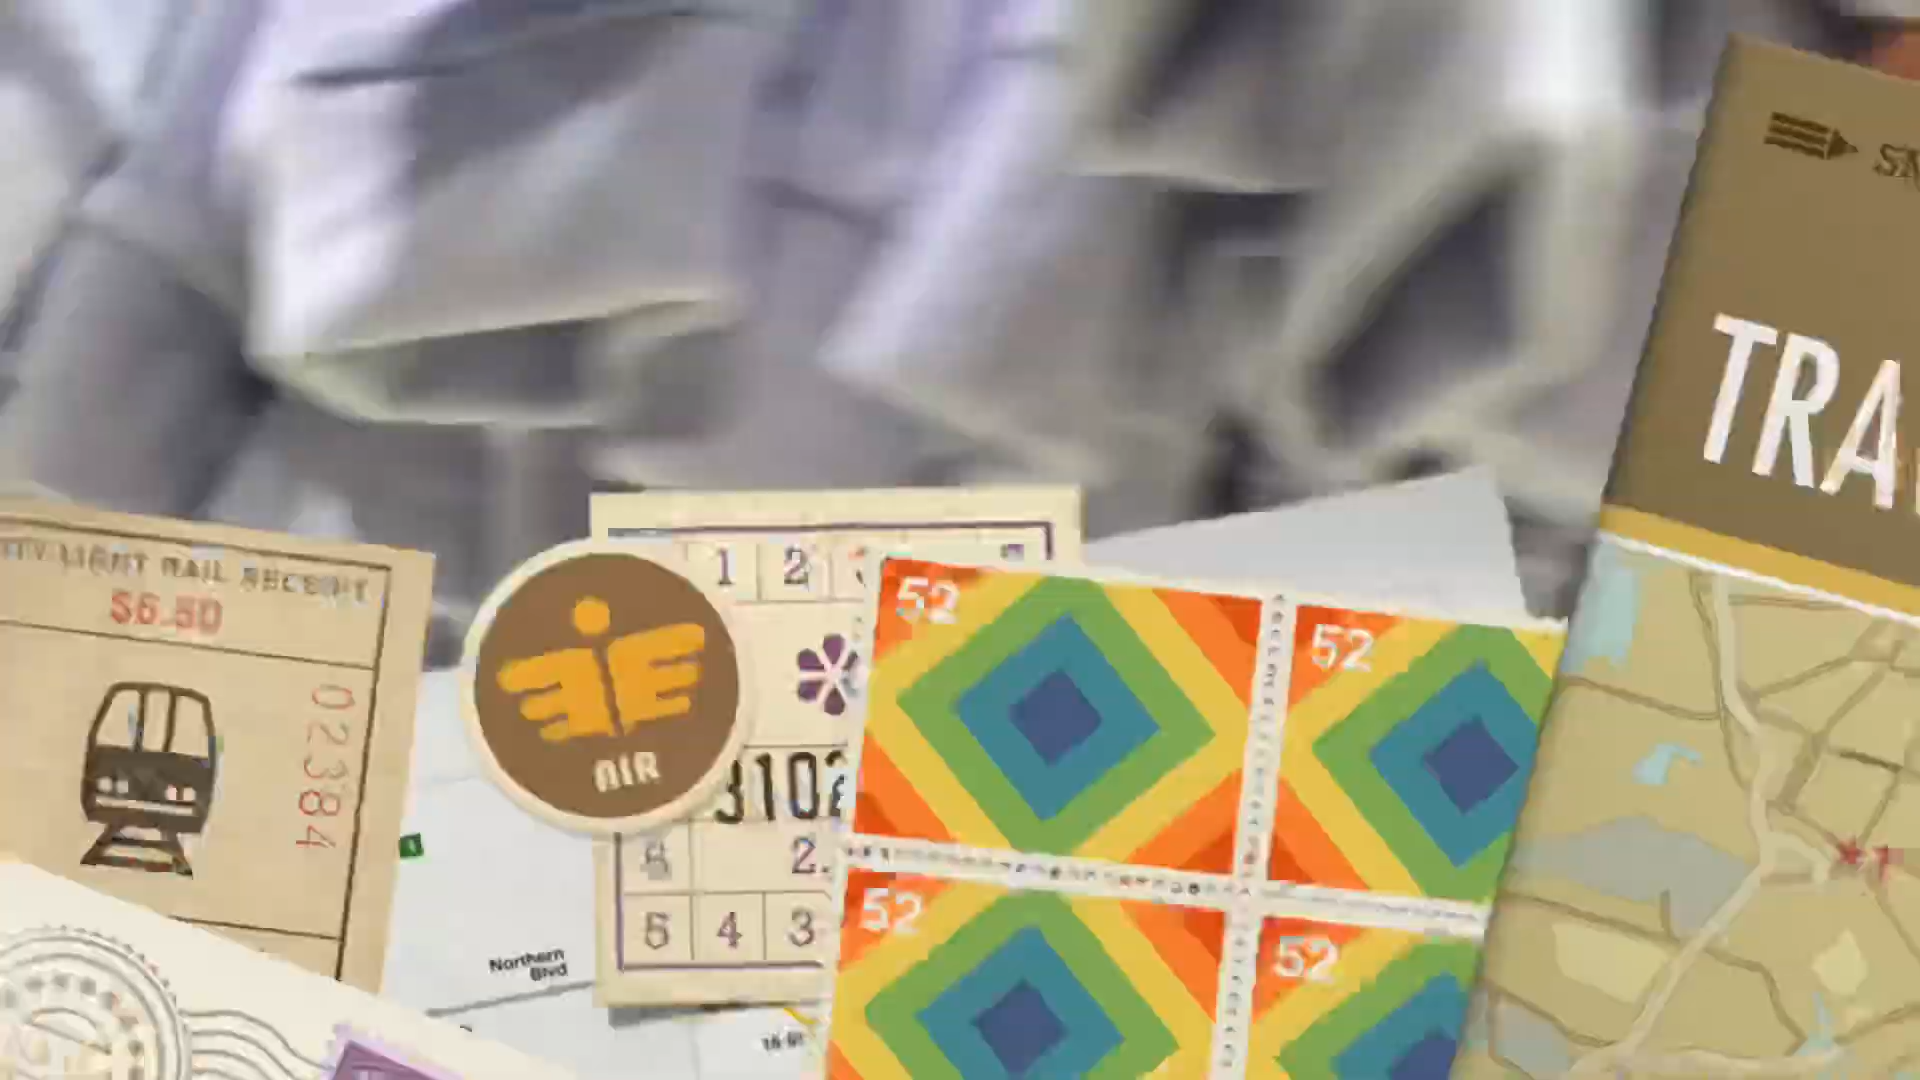 TRA
LIGHT RAIL RECEIPT
$6.50
02384
1 2
3102
2.
5 4 3
AIR
52
52
52
52
Northern
Blvd